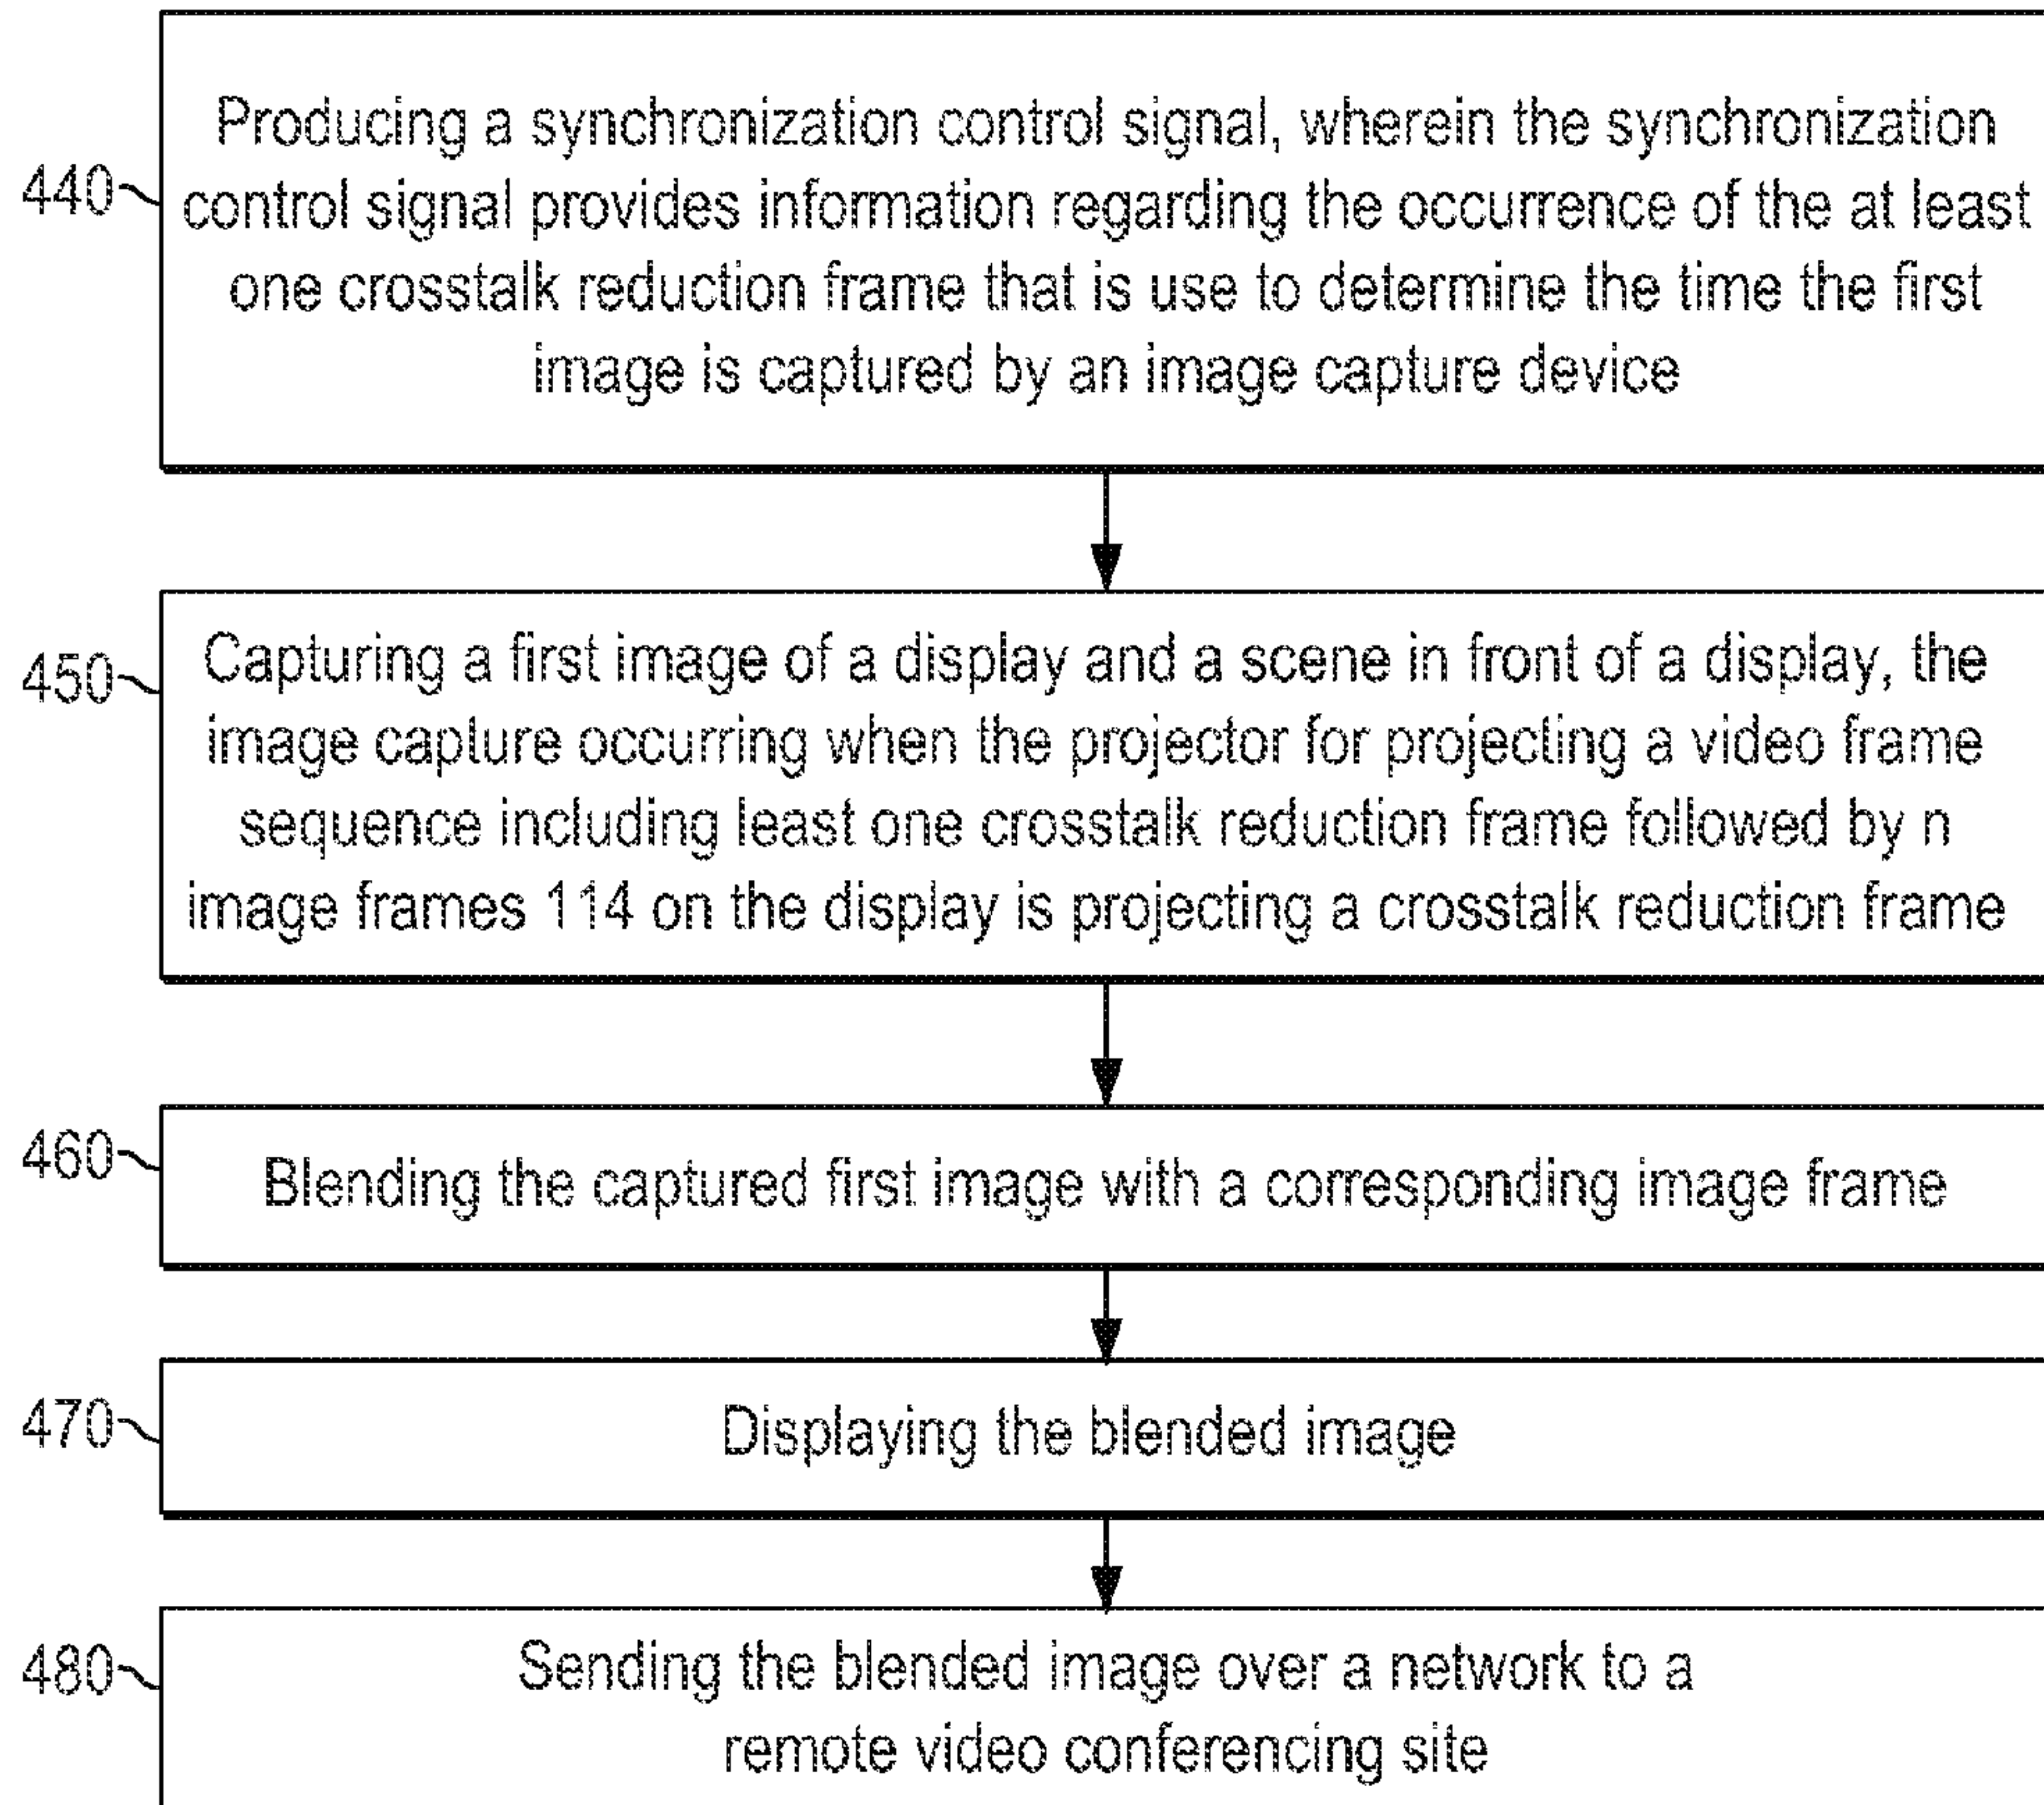 Producing a synchronization control signal, wherein the synchronization
440
control signal provides information regarding the occurrence of the at least
one crosstalk reduction frame that is use to determine the time the first
image is captured by an image capture device
450
Capturing a first image of a display and a scene in front of a display, the
image capture occurring when the projector for projecting a video frame
sequence including least one crosstalk reduction frame followed by n
image frames 114 on the display is projecting a crosstalk reduction frame
460
Blending the captured first image with a corresponding image frame
470
Displaying the blended image
480
Sending the blended image over a network to a
remote video conferencing site